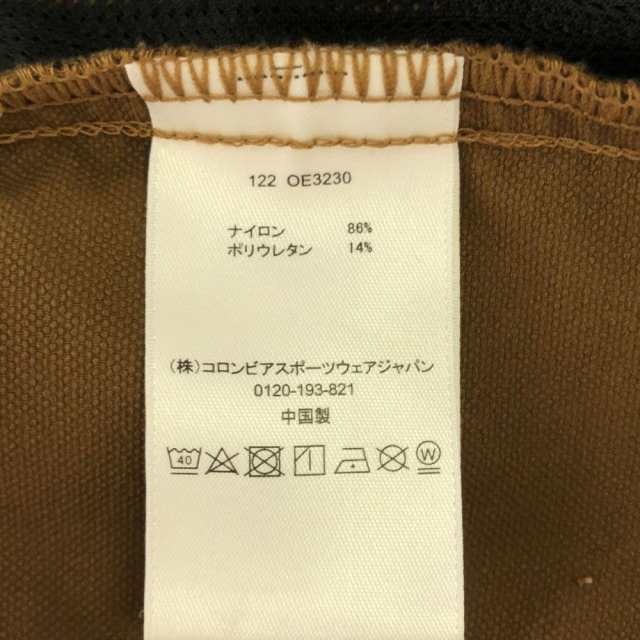 122 OE3230
ナイロン 86%
ポリウレタン 14%
(株)コロンビアスポーツウェアジャパン
0120-193-821
中国製
40 W